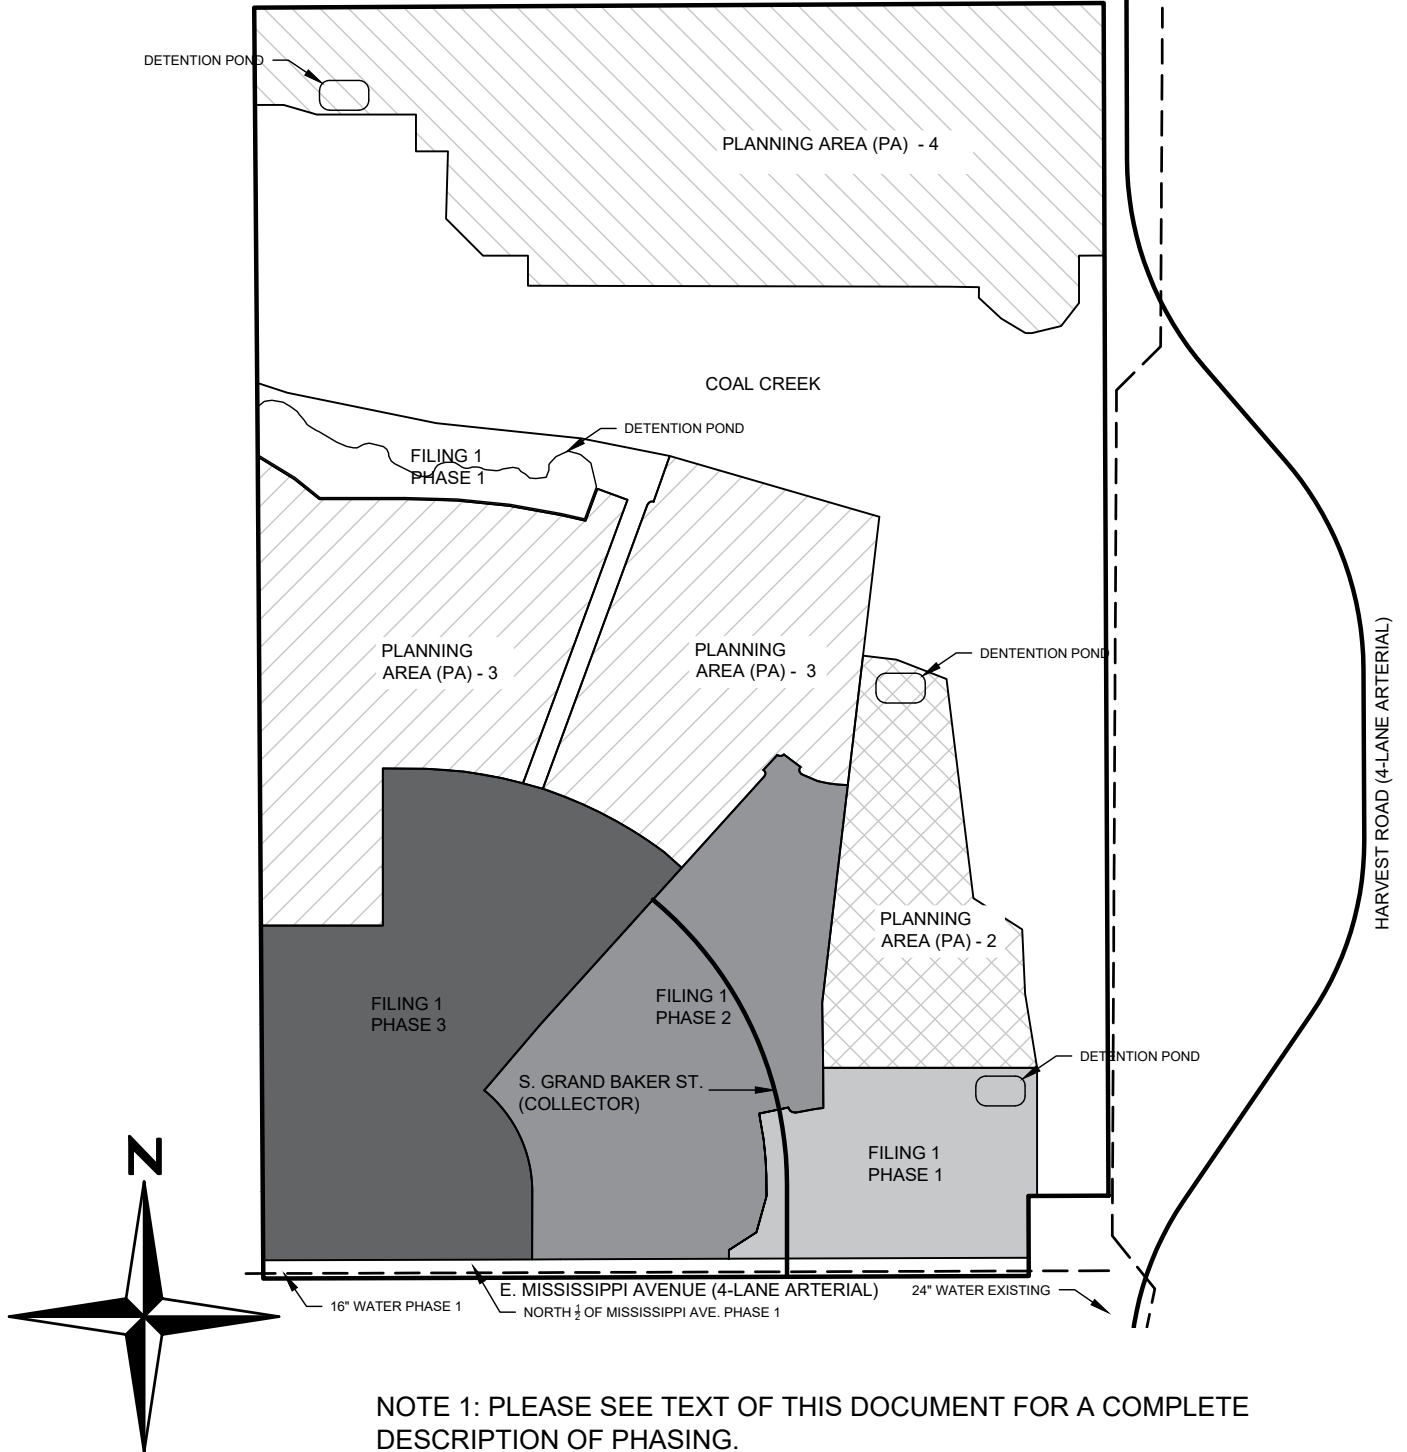 DETENTION POND
PLANNING AREA (PA) - 4
COAL CREEK
DETENTION POND
FILING 1
PHASE 1
PLANNING
AREA (PA) - 3
PLANNING
AREA (PA) - 3
DENTENTION POND
HARVEST ROAD (4-LANE ARTERIAL)
PLANNING
AREA (PA) - 2
FILING 1
PHASE 3
FILING 1
PHASE 2
DETENTION POND
S. GRAND BAKER ST.
(COLLECTOR)
FILING 1
PHASE 1
N
E. MISSISSIPPI AVENUE (4-LANE ARTERIAL)
24" WATER EXISTING
16" WATER PHASE 1
NORTH ½ OF MISSISSIPPI AVE. PHASE 1
NOTE 1: PLEASE SEE TEXT OF THIS DOCUMENT FOR A COMPLETE
DESCRIPTION OF PHASING.